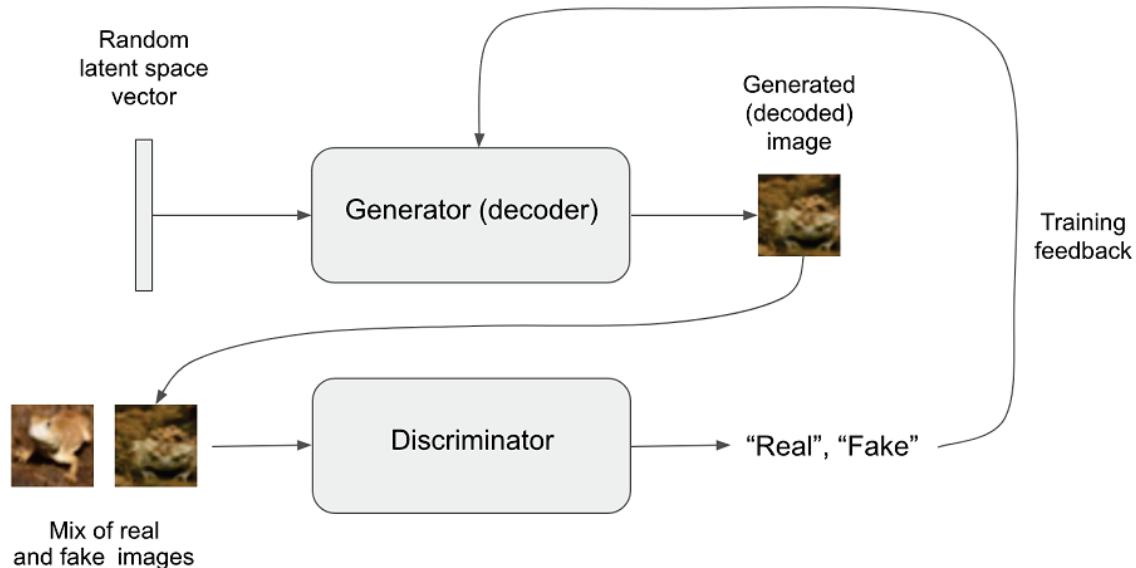 Random
latent space
vector
Generator (decoder)
Generated
(decoded)
image
Training
feedback
Discriminator
“Real”, “Fake”
Mix of real
and fake images